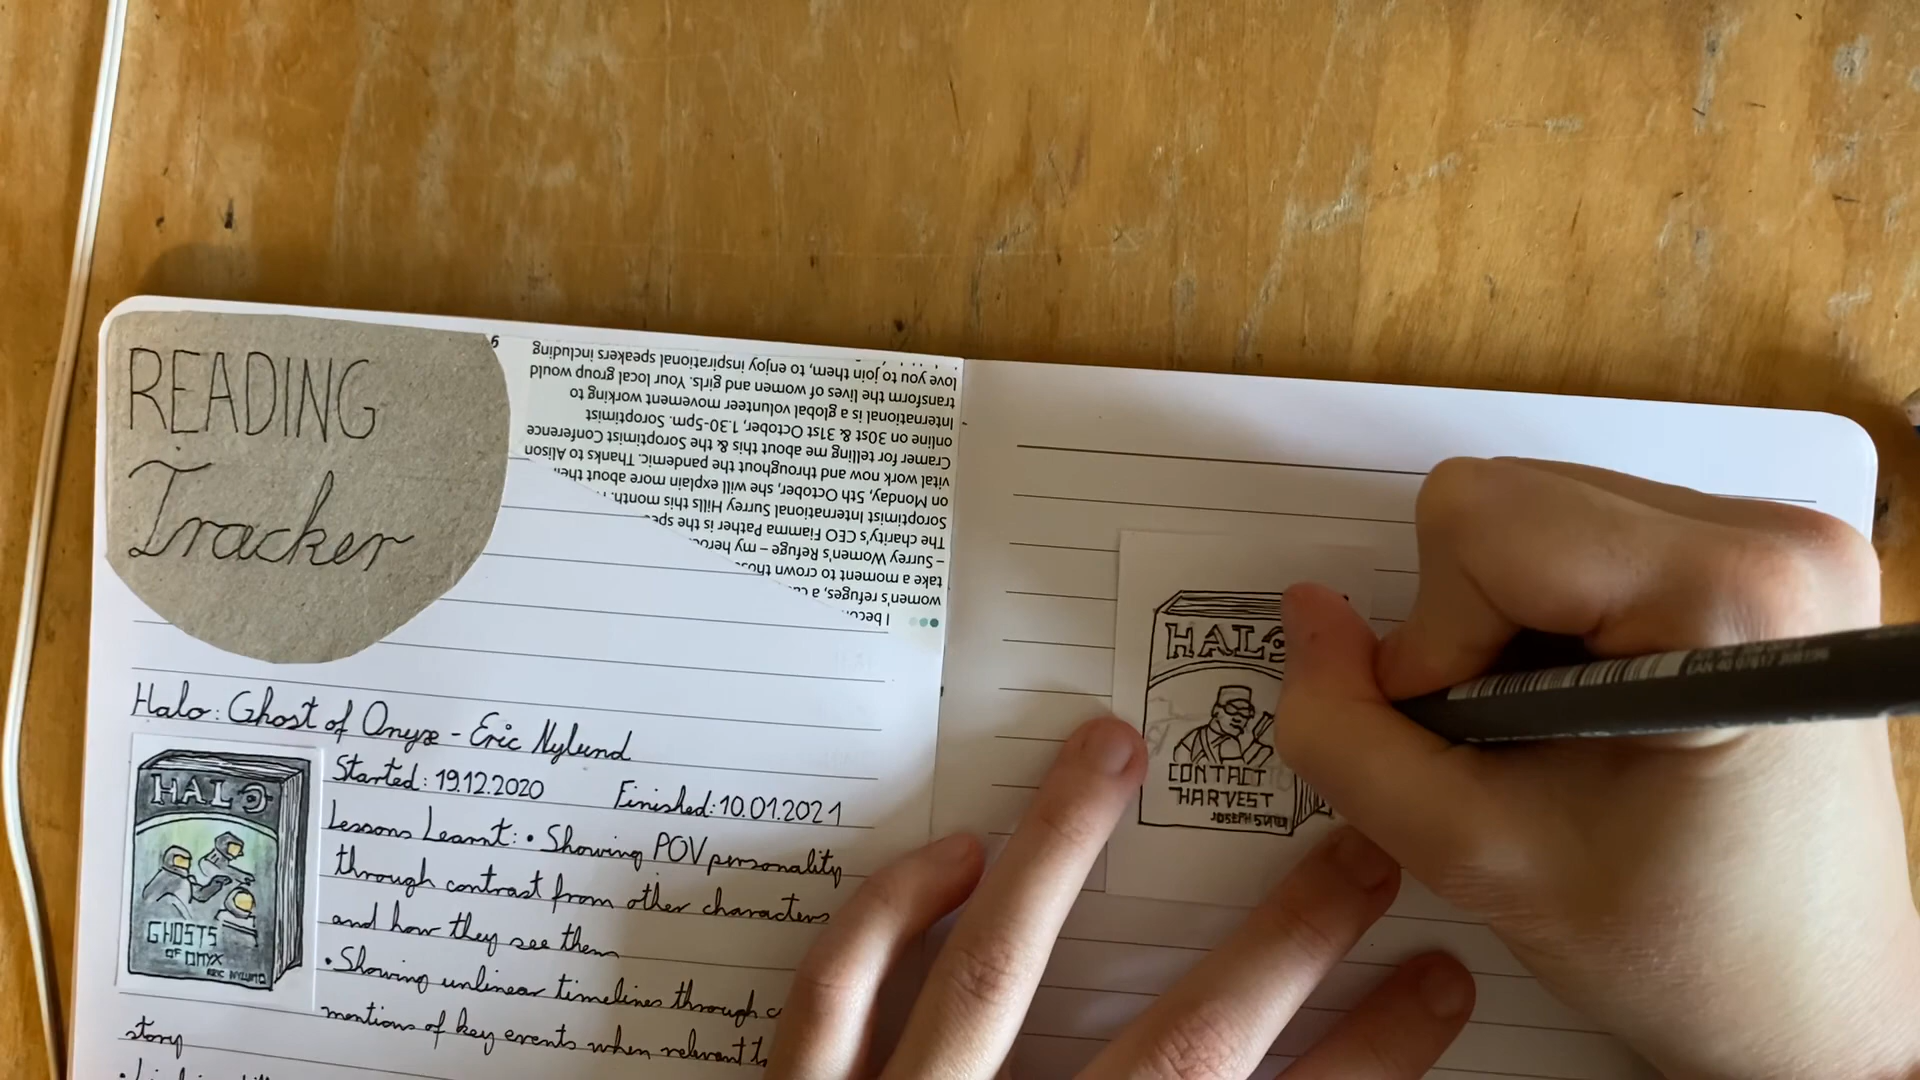 READING
Tracker
6
love you to join them, to enjoy inspirational speakers including
transform the lives of women and girls. Your local group would
International is a global volunteer movement working to
online on 30st & 31st October, 1.30-5pm. Soroptimist
Cramer for telling me about this & the Soroptimist Conference
vital work now and throughout the pandemic. Thanks to Alison
on Monday, 5th October, she will explain more about their
Soroptimist International Surrey Hills this month.
The charity's CEO Fiamma Pather is the
– Surrey Women's Refuge – my
take a moment to crown
women's refuges, a
I
Halo: Ghost of Onyx - Eric Nylund
HALO
GHOSTS
OF ONYX
ERIC NYLUND
Started: 19.12.2020 Finished: 10.01.2021
Lessons Learnt: • Showing POV personality
through contrast from other characters
and how they see them
• Showing unlinear timelines through
mentions of key events when relevant
story
HALO
CONTACT
HARVEST
JOSEPH STATEN